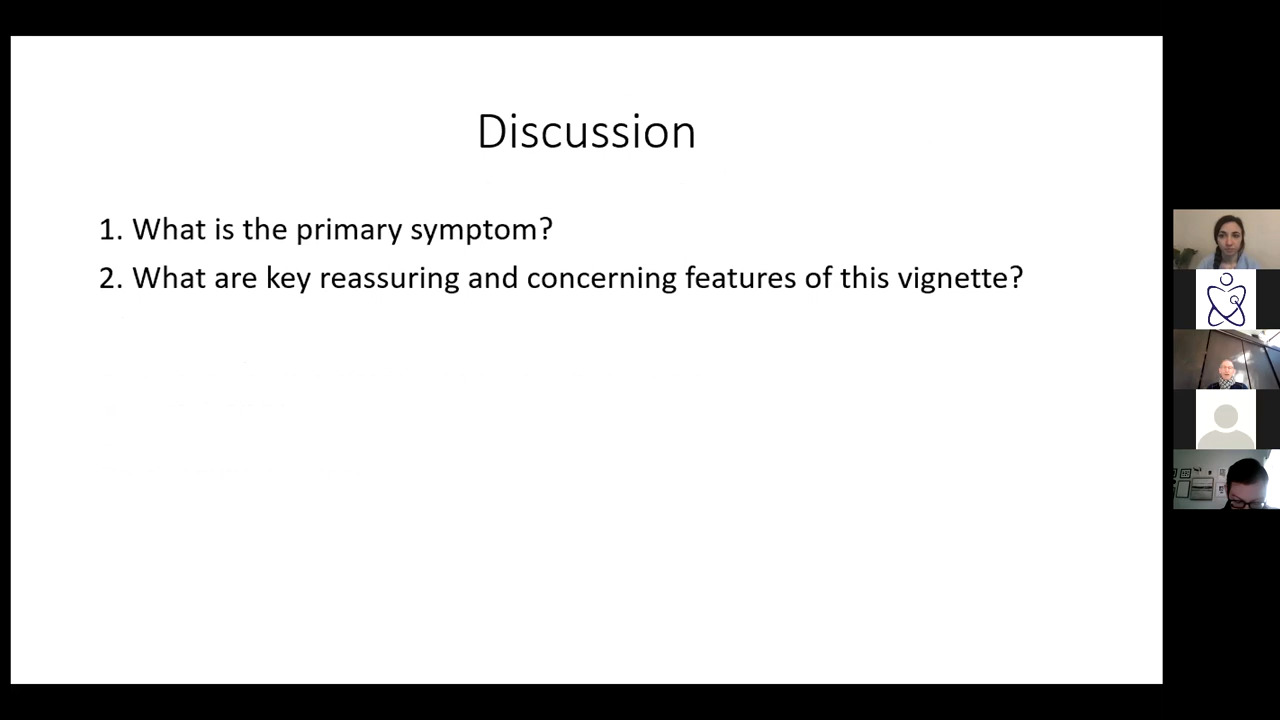 Discussion
1. What is the primary symptom?
2. What are key reassuring and concerning features of this vignette?